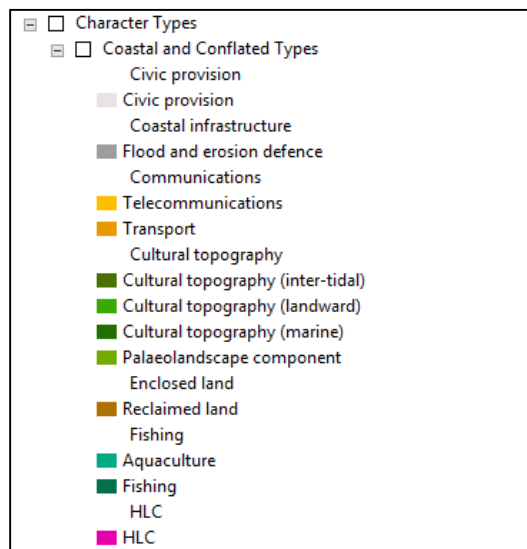 Character Types
Coastal and Conflated Types
Civic provision
Civic provision
Coastal infrastructure
Flood and erosion defence
Communications
Telecommunications
Transport
Cultural topography
Cultural topography (inter-tidal)
Cultural topography (landward)
Cultural topography (marine)
Palaeolandscape component
Enclosed land
Reclaimed land
Fishing
Aquaculture
Fishing
HLC
HLC